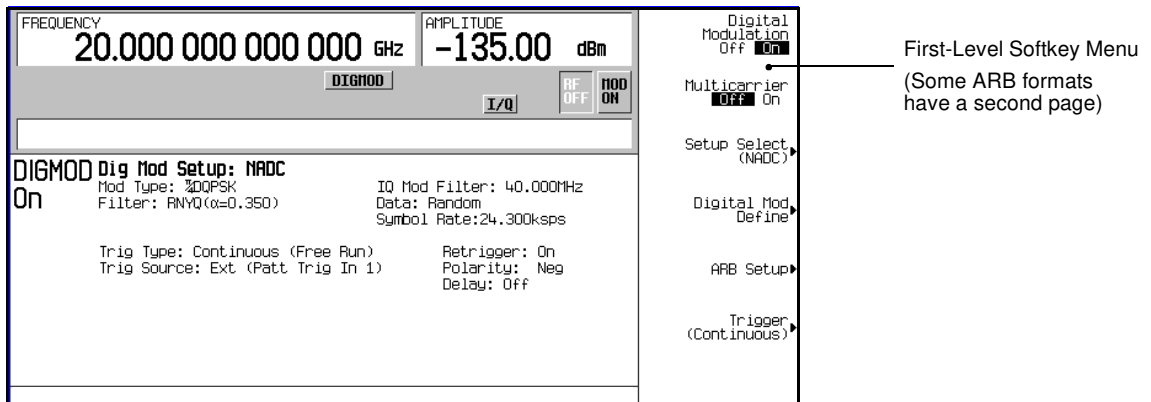 FREQUENCY
20.000 000 000 000 GHz
AMPLITUDE
-135.00 dBm
DIGMOD
I/Q
RF OFF
MOD ON
DIGMOD On
Dig Mod Setup: NADC
Mod Type: π/4DQPSK
Filter: RNYQ(α=0.350)
IQ Mod Filter: 40.000MHz
Data: Random
Symbol Rate:24.300ksps
Trig Type: Continuous (Free Run)
Trig Source: Ext (Patt Trig In 1)
Retrigger: On
Polarity: Neg
Delay: Off
Digital
Modulation
Off On
Multicarrier
Off On
Setup Select
(NADC)
Digital Mod
Define
ARB Setup
Trigger
(Continuous)
First-Level Softkey Menu
(Some ARB formats
have a second page)